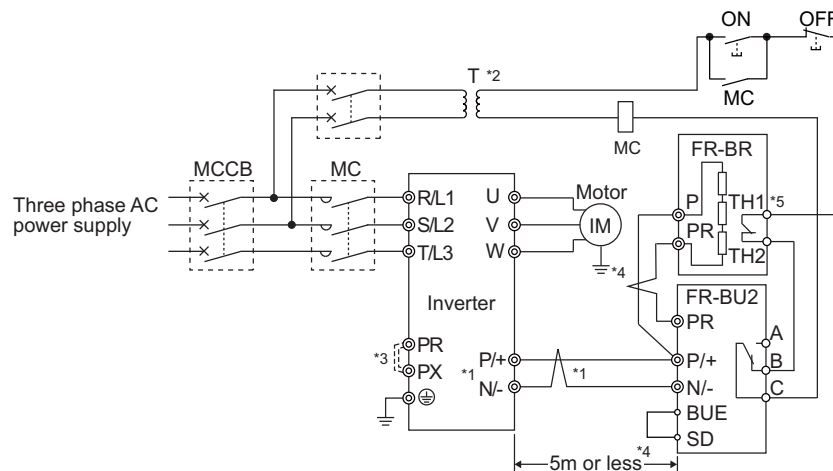 ON OFF
T *2
MC
MC
FR-BR
MCCB MC
R/L1 U Motor P TH1 *5
Three phase AC
power supply
S/L2 V IM PR
T/L3 W TH2
*4
FR-BU2
Inverter
PR
A
PR P/+ P/+ B
*3
PX *1 N/- *1 N/- C
BUE
SD
5m or less *4